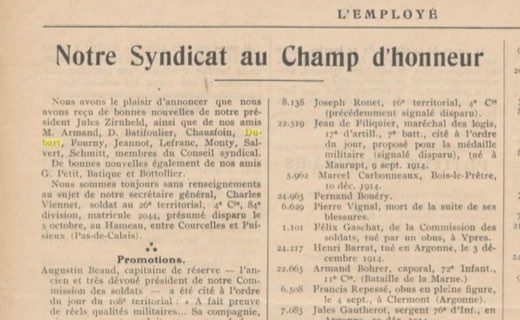 L'EMPLOYÉ
Notre Syndicat au Champ d'honneur
Nous avons le plaisir d'annoncer que nous
avons reçu de bonnes nouvelles de notre pré-
sident Jules Zirnheld, ainsi que de nos amis
M. Armand, D. Batifoulier, Chausfoin, Du-
bart, Fourny, Jeannot, Lefranc, Monty, Sal-
vert, Schmitt, membres du Conseil syndical.
De bonnes nouvelles également de nos amis
G. Petit, Batique et Bortollier.
Nous sommes toujours sans renseignements
au sujet de notre secrétaire général, Charles
Viennet, soldat au 26e territorial, 4e Cie, 84e
division, matricule 2044, présumé disparu le
5 octobre, au Hameau, entre Courcelles et Pui-
sieux (Pas-de-Calais).
Promotions.
Augustin Beaud, capitaine de réserve — l'an-
cien et très dévoué président de notre Com-
mission des soldats — a été cité à l'ordre
du jour du 108e teritorial : « A fait preuve
de réels qualités militaires... Sa compagnie,
8.138 Joseph Ronet, 16e territorial, 4e Cie
(précédemment signalé disparu).
22.519 Jean de Filiquier, maréchal des logis,
17e d'artill., 7e batt., cité à l'ordre
d'un jour, proposé pour la médaille
militaire (signalé disparu), tué
à Maurupt, 9 sept. 1914.
5.962 Marcel Carbonneaux, Bois-le-Prêtre,
10 déc. 1914.
24.963 Fernand Bouéry.
6.629 Pierre Vignal, mort de la suite de ses
blessures.
1.101 Félix Gaschat, de la Commission des
soldats, tué par un obus, à Ypres.
24.217 Henri Barrat, tué en Argonne, le 3 dé-
cembre 1914.
22.663 Armand Bohrer, caporal, 72e Infant.,
11e Cie. (Bataille de la Marne.)
6.508 Francis Repessé, obus en pleine figure,
le 4 sept., à Clermont (Argonne).
7.083 Jules Gautherot, sergent 76e d'Inf., en